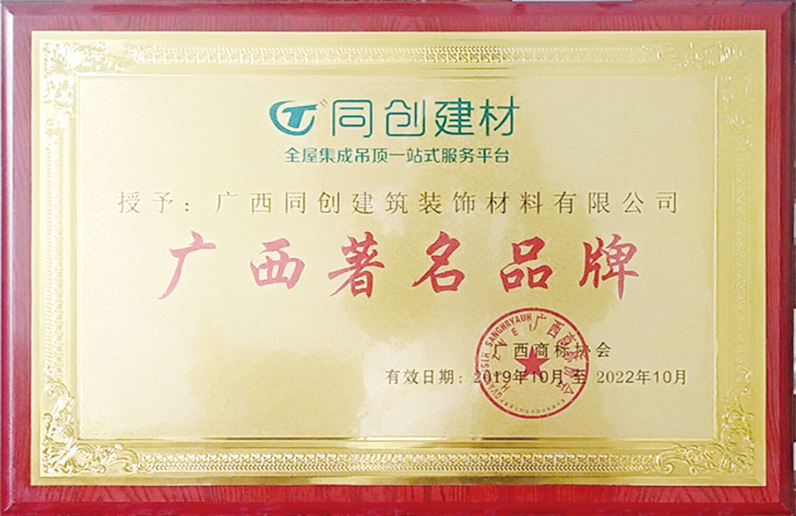 同创建材
全屋集成吊顶一站式服务平台
授予：广西同创建筑装饰材料有限公司
广西著名品牌
广西商标协会
有效日期：2019年10月至2022年10月